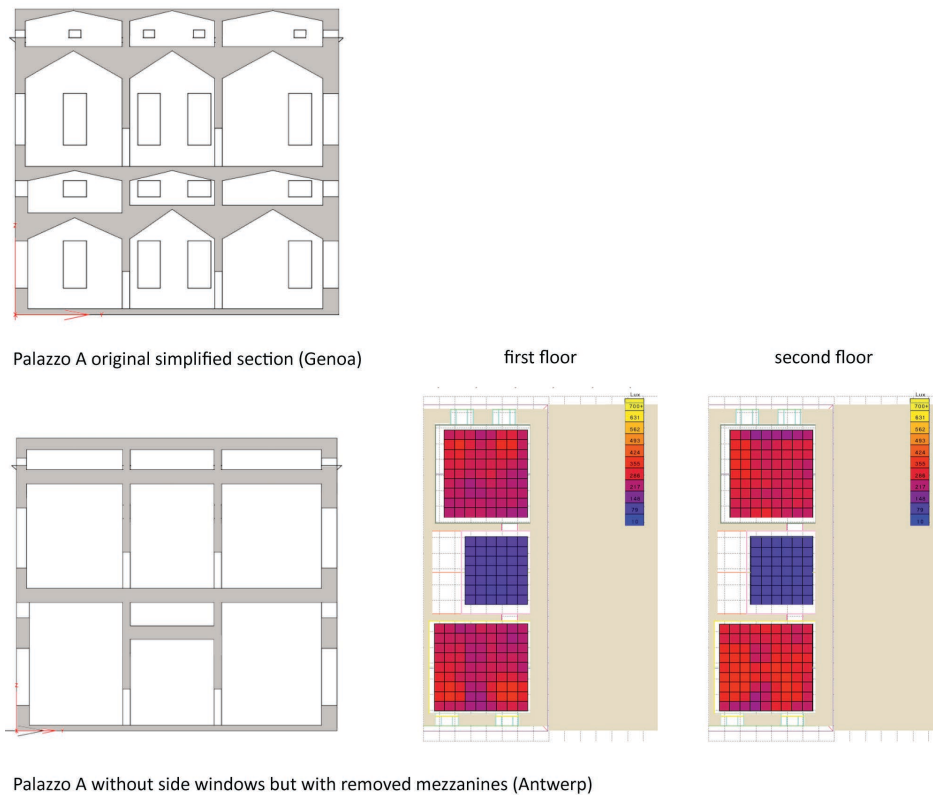 Z
X
Y
Palazzo A original simplified section (Genoa)
first floor
second floor
Lux
700+
631
562
493
424
355
286
217
148
79
10
Lux
700+
631
562
493
424
355
286
217
148
79
10
Z
Y
Palazzo A without side windows but with removed mezzanines (Antwerp)